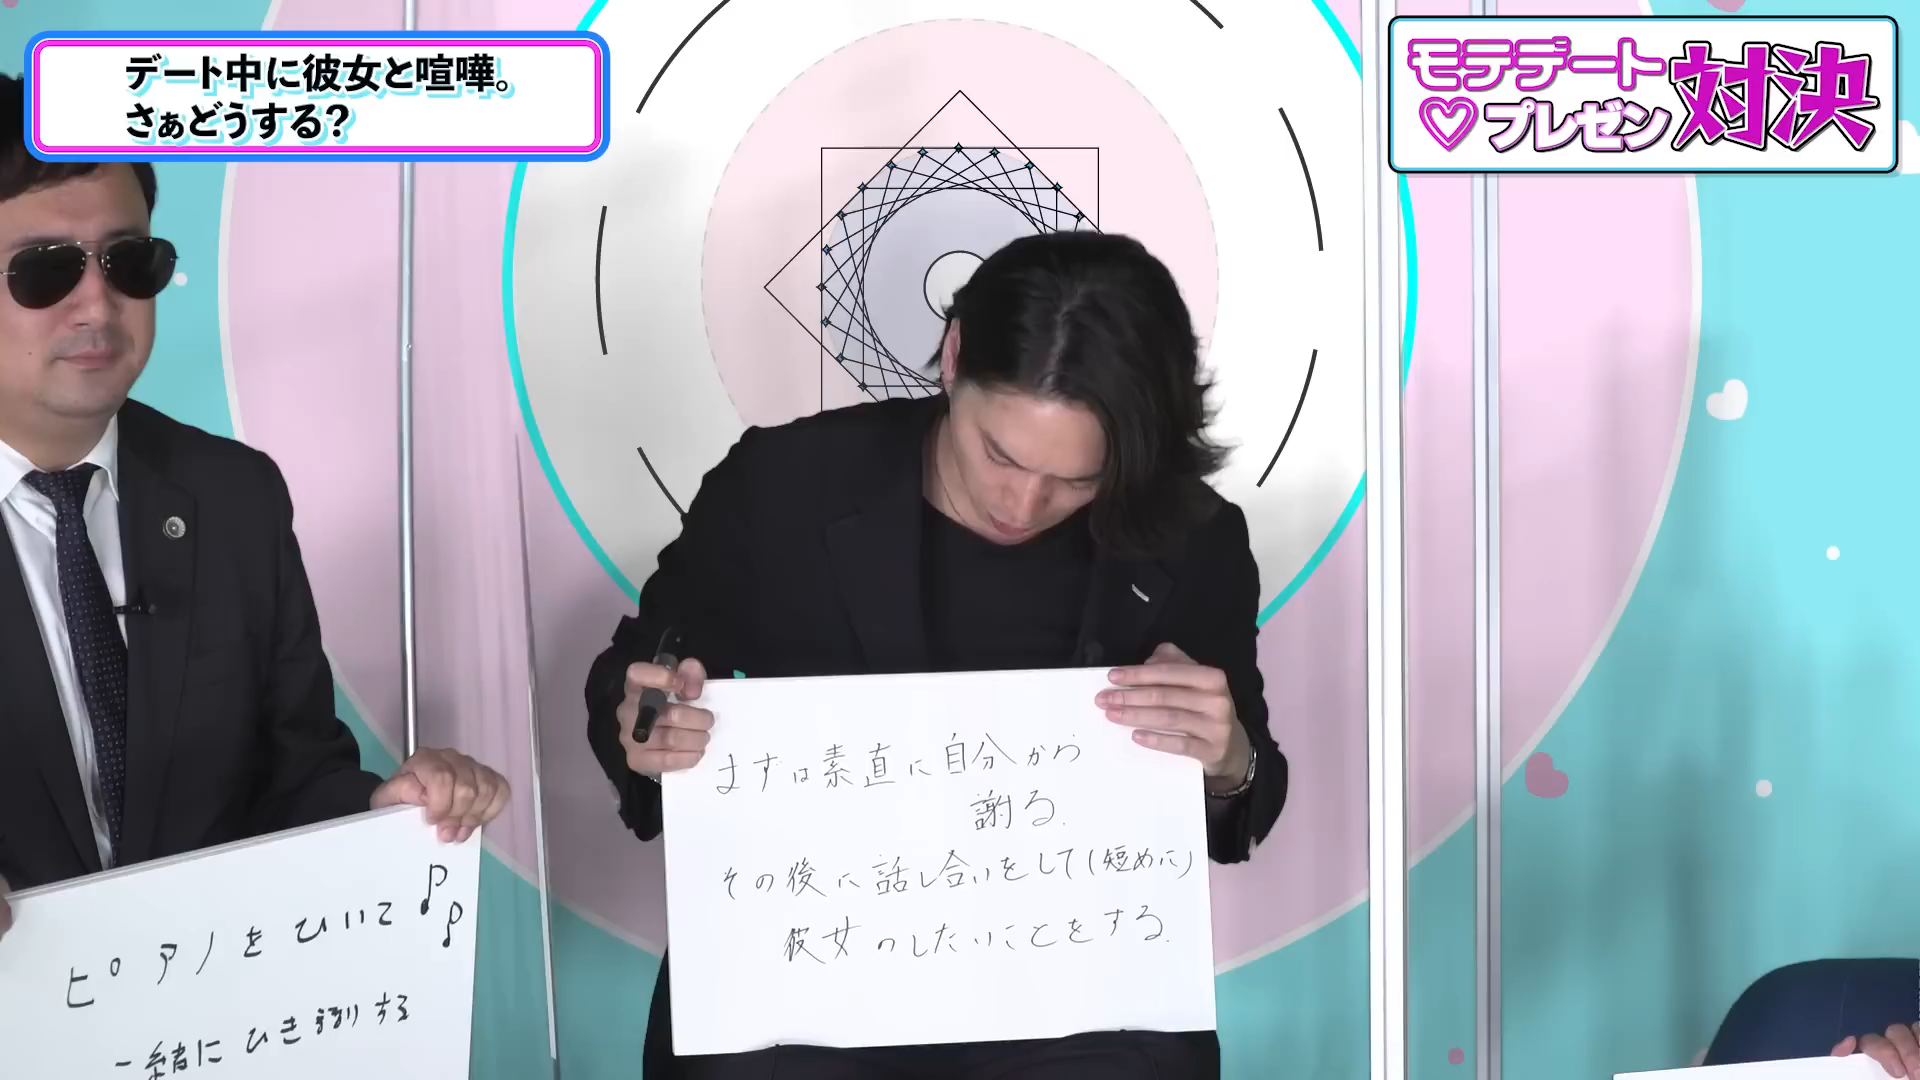 デート中に彼女と喧嘩。
さぁどうする?
モテデート
プレゼン対決
まずは素直に自分から
謝る.
その後に話し合いをして(短めに)
彼女のしたいことをする.
ピアノをひいて♪♪
一緒にひき語りする